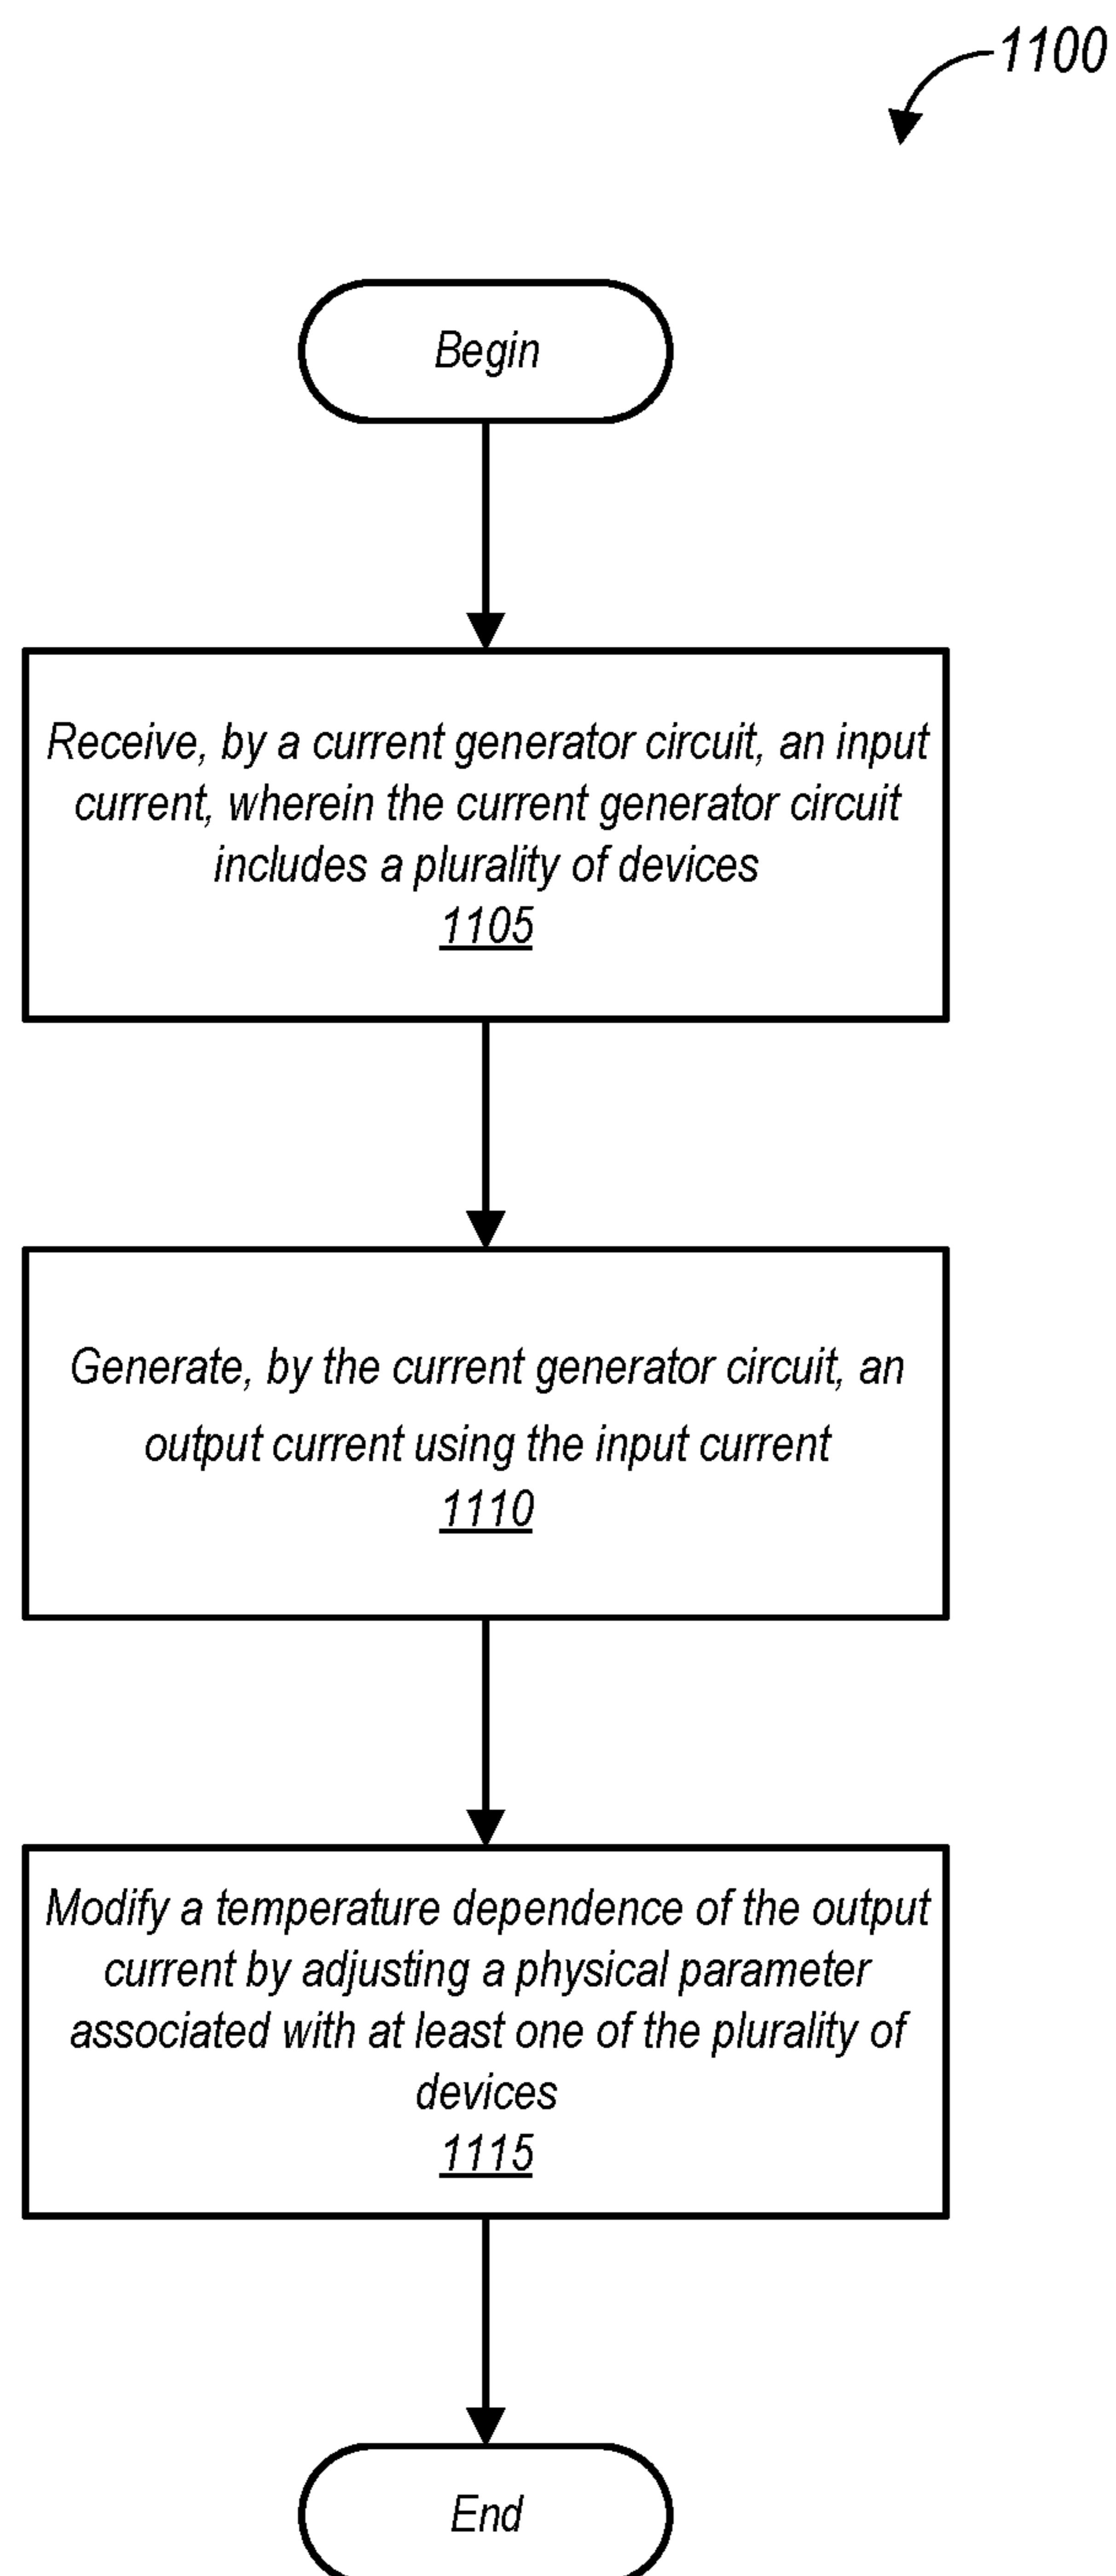 1100
Begin
Receive, by a current generator circuit, an input
current, wherein the current generator circuit
includes a plurality of devices
1105
Generate, by the current generator circuit, an
output current using the input current
1110
Modify a temperature dependence of the output
current by adjusting a physical parameter
associated with at least one of the plurality of
devices
1115
End